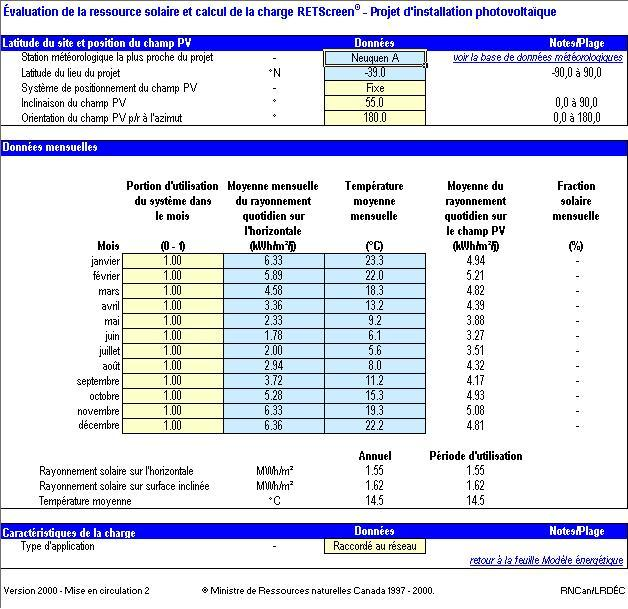 Évaluation de la ressource solaire et calcul de la charge RETScreen® - Projet d'installation photovoltaïque
Latitude du site et position du champ PV Données Notes/Plage
Station météorologique la plus proche du projet - Neuquen A voir la base de données météorologiques
Latitude du lieu du projet °N -39.0 -90,0 à 90,0
Système de positionnement du champ PV - Fixe
Inclinaison du champ PV ° 55.0 0,0 à 90,0
Orientation du champ PV p/r à l'azimut ° 180.0 0,0 à 180,0
Données mensuelles
Portion d'utilisation Moyenne mensuelle Température Moyenne du Fraction
du système dans du rayonnement moyenne rayonnement solaire
le mois quotidien sur mensuelle quotidien sur mensuelle
l'horizontale le champ PV
Mois (0 - 1) (kWh/m²/j) (°C) (kWh/m²/j) (%)
janvier 1.00 6.33 23.3 4.94 -
février 1.00 5.89 22.0 5.21 -
mars 1.00 4.58 18.3 4.82 -
avril 1.00 3.36 13.2 4.39 -
mai 1.00 2.33 9.2 3.88 -
juin 1.00 1.78 6.1 3.27 -
juillet 1.00 2.00 5.6 3.51 -
août 1.00 2.94 8.0 4.32 -
septembre 1.00 3.72 11.2 4.17 -
octobre 1.00 5.28 15.3 4.93 -
novembre 1.00 6.33 19.3 5.08 -
décembre 1.00 6.36 22.2 4.81 -
Annuel Période d'utilisation
Rayonnement solaire sur l'horizontale MWh/m² 1.55 1.55
Rayonnement solaire sur surface inclinée MWh/m² 1.62 1.62
Température moyenne °C 14.5 14.5
Caractéristiques de la charge Données Notes/Plage
Type d'application - Raccordé au réseau
retour à la feuille Modèle énergétique
Version 2000 - Mise en circulation 2 ® Ministre de Ressources naturelles Canada 1997 - 2000. RNCan/LRDÉC